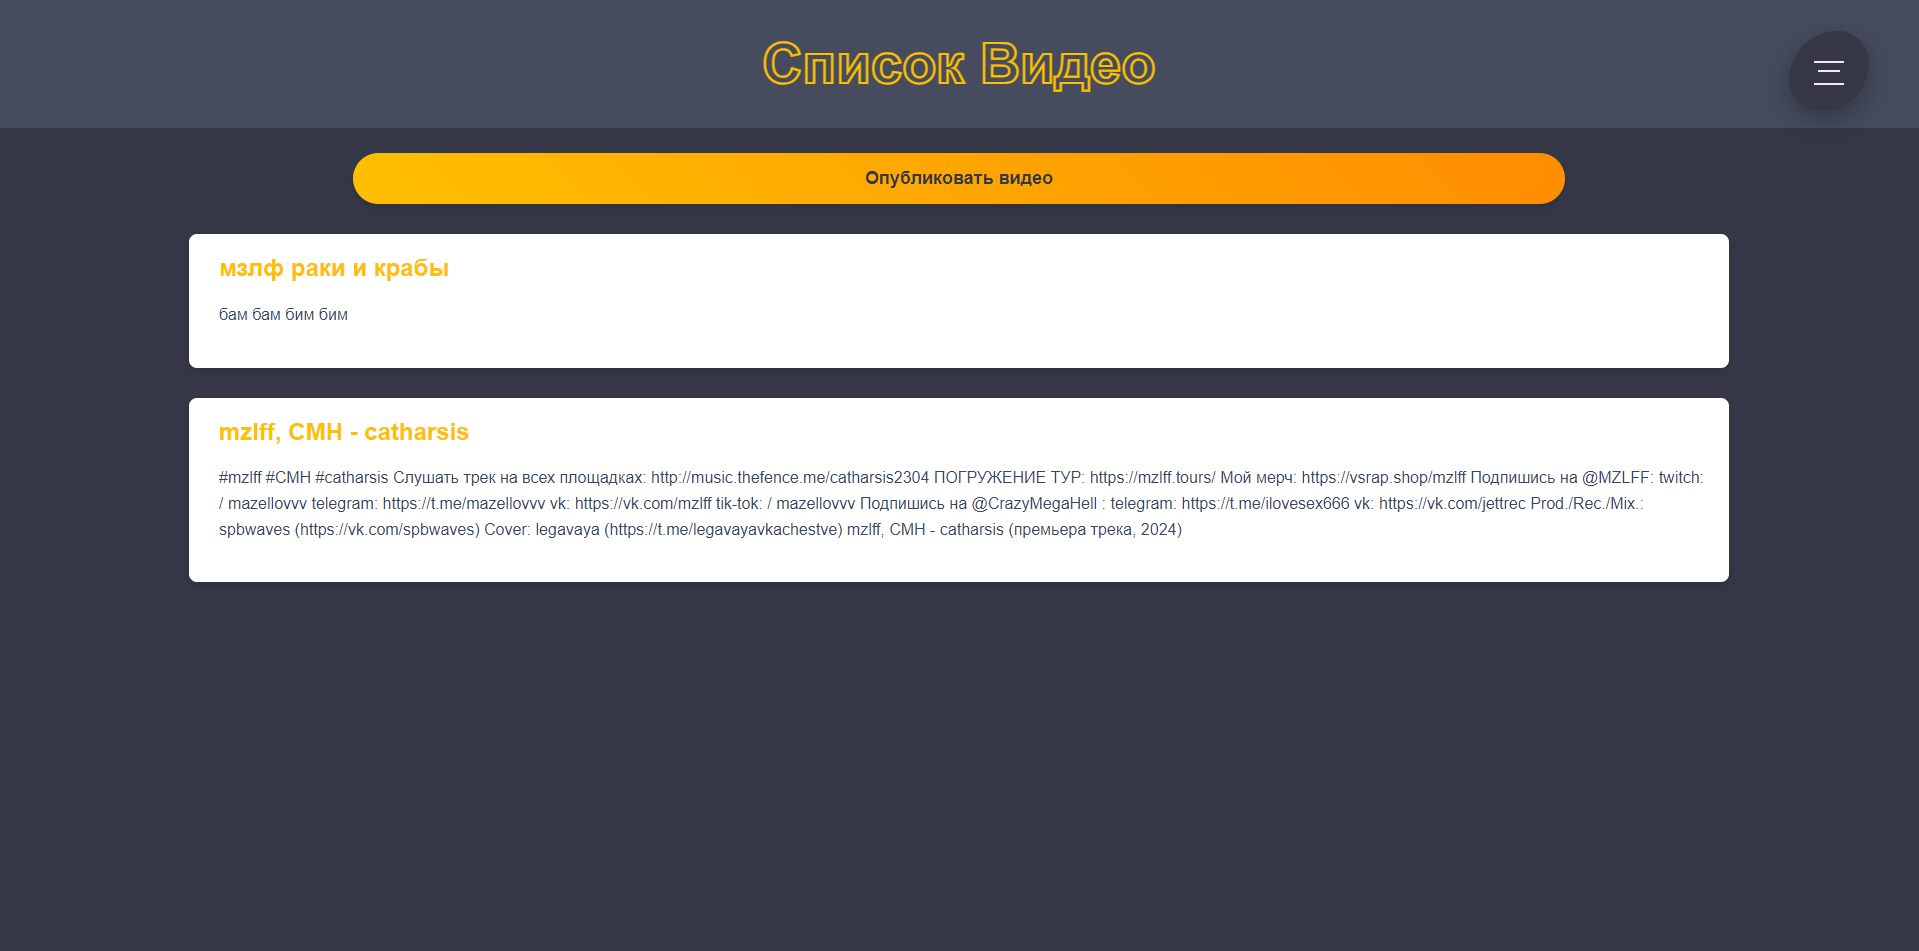 Список Видео
Опубликовать видео
мзлф раки и крабы
бам бам бим бим
mzlff, СМН - catharsis
#mzlff #СМН #catharsis Слушать трек на всех площадках: http://music.thefence.me/catharsis2304 ПОГРУЖЕНИЕ ТУР: https://mzlff.tours/ Мой мерч: https://vsrap.shop/mzlff Подпишись на @MZLFF: twitch:
/ mazellovvv telegram: https://t.me/mazellovvv vk: https://vk.com/mzlff tik-tok: / mazellovvv Подпишись на @CrazyMegaHell : telegram: https://t.me/ilovesex666 vk: https://vk.com/jettrec Prod./Rec./Mix.:
spbwaves (https://vk.com/spbwaves) Cover: legavaya (https://t.me/legavayavkachestve) mzlff, СМН - catharsis (премьера трека, 2024)